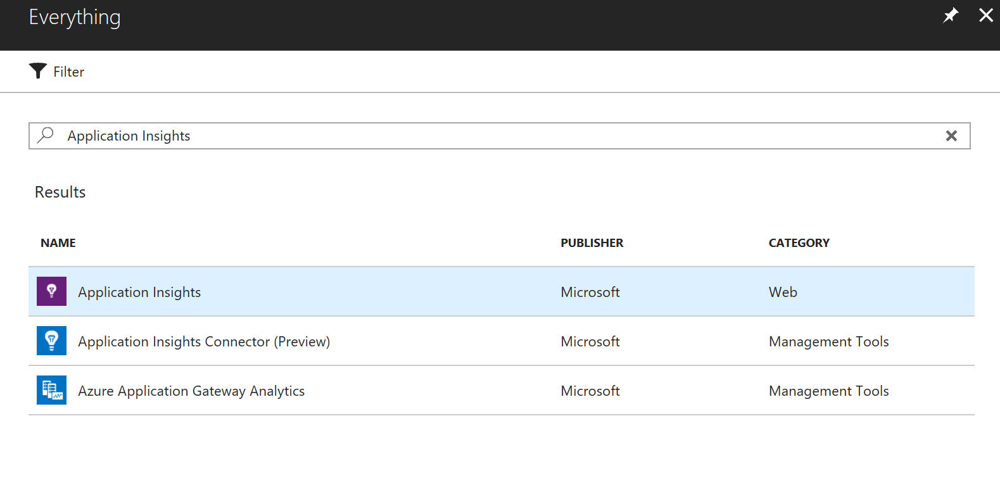 Everything
Filter
Application Insights
Results
NAME PUBLISHER CATEGORY
Application Insights Microsoft Web
Application Insights Connector (Preview) Microsoft Management Tools
Azure Application Gateway Analytics Microsoft Management Tools